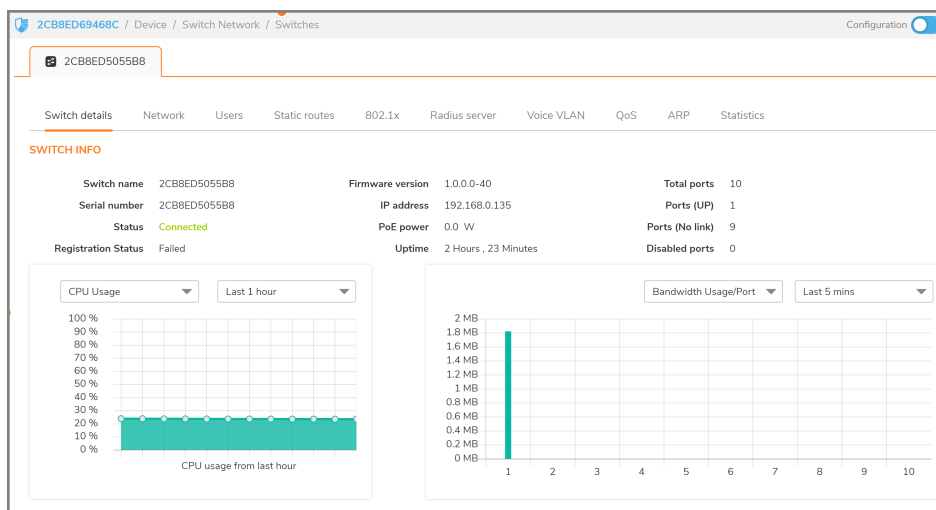 2CB8ED69468C / Device / Switch Network / Switches Configuration
2CB8ED5055B8
Switch details Network Users Static routes 802.1x Radius server Voice VLAN QoS ARP Statistics
SWITCH INFO
Switch name 2CB8ED5055B8 Firmware version 1.0.0.0-40 Total ports 10
Serial number 2CB8ED5055B8 IP address 192.168.0.135 Ports (UP) 1
Status Connected PoE power 0.0 W Ports (No link) 9
Registration Status Failed Uptime 2 Hours , 23 Minutes Disabled ports 0
CPU Usage Last 1 hour
100 %
90 %
80 %
70 %
60 %
50 %
40 %
30 %
20 %
10 %
0 %
CPU usage from last hour
Bandwidth Usage/Port Last 5 mins
2 MB
1.8 MB
1.6 MB
1.4 MB
1.2 MB
1 MB
0.8 MB
0.6 MB
0.4 MB
0.2 MB
0 MB
1 2 3 4 5 6 7 8 9 10